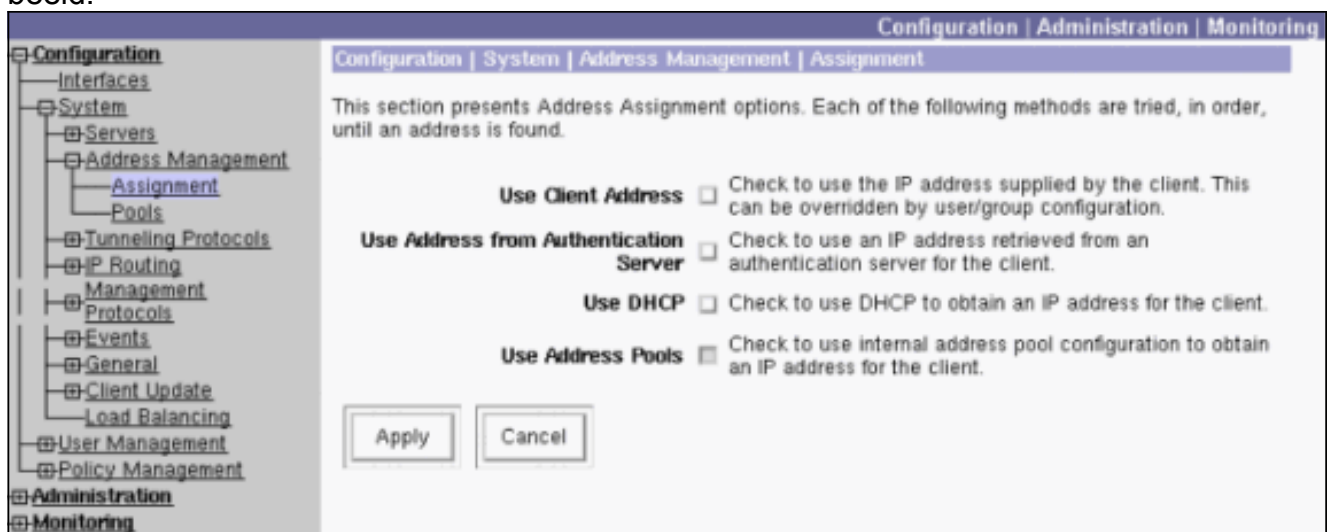 beeld.
Configuration | Administration | Monitoring
Configuration
Interfaces
System
Servers
Address Management
Assignment
Pools
Tunneling Protocols
IP Routing
Management
Protocols
Events
General
Client Update
Load Balancing
User Management
Policy Management
Administration
Monitoring
Configuration | System | Address Management | Assignment
This section presents Address Assignment options. Each of the following methods are tried, in order,
until an address is found.
Use Client Address
Check to use the IP address supplied by the client. This
can be overridden by user/group configuration.
Use Address from Authentication
Server
Check to use an IP address retrieved from an
authentication server for the client.
Use DHCP
Check to use DHCP to obtain an IP address for the client.
Use Address Pools
Check to use internal address pool configuration to obtain
an IP address for the client.
Apply
Cancel